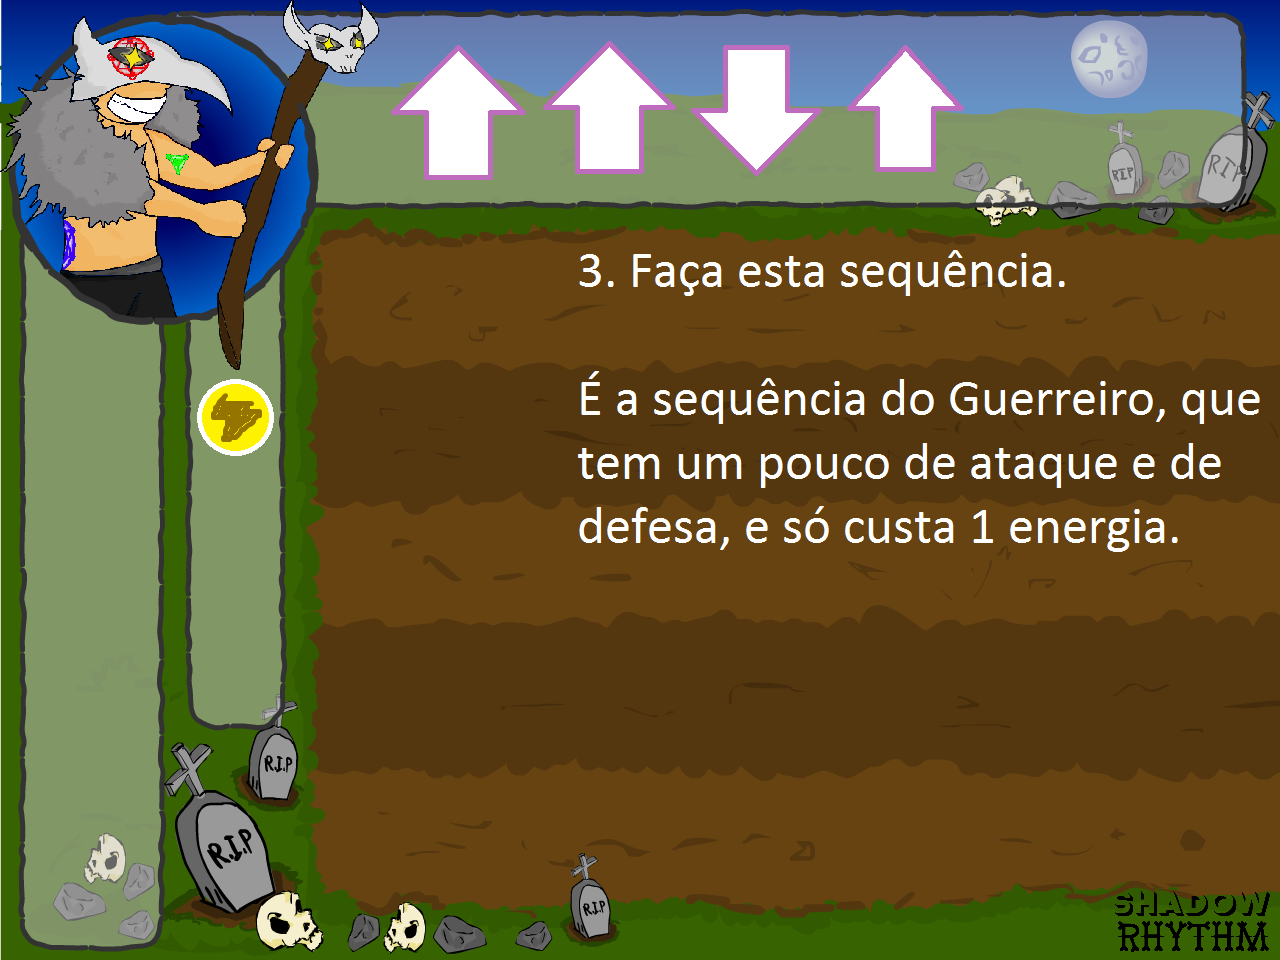 R.I.P
3. Faça esta sequência.
É a sequência do Guerreiro, que
tem um pouco de ataque e de
defesa, e só custa 1 energia.
R.I.P
R.I.P
R.I.P
R.I.P
SHADOW
RHYTHM